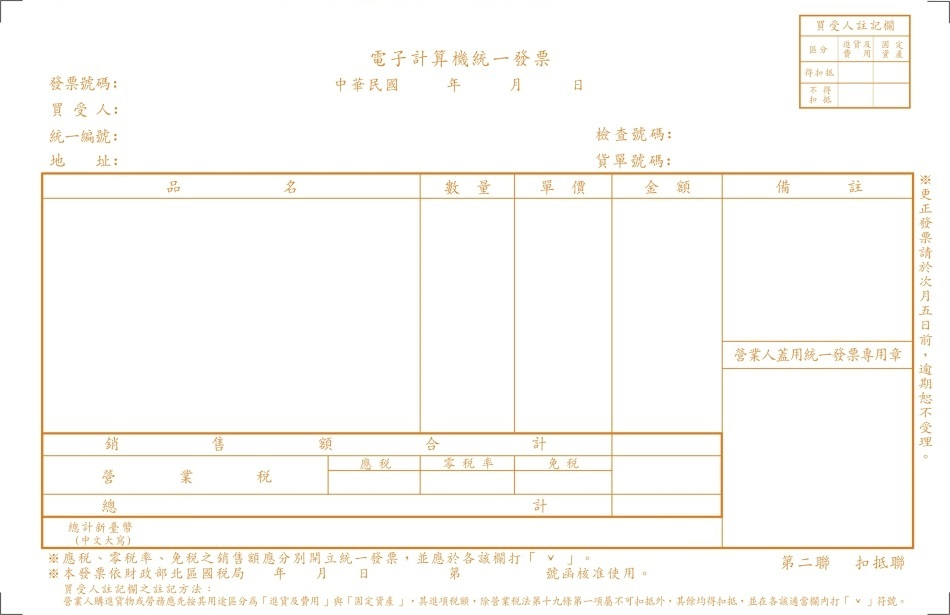 買受人註記欄
區分 進貨及費用 固定資產
得扣抵
不得扣抵
電子計算機統一發票
中華民國 年 月 日
發票號碼：
買受人：
統一編號：
檢查號碼：
地 址：
貨單號碼：
品 名 數量 單價 金額 備 註
營業人蓋用統一發票專用章
※更正發票請於次月五日前，逾期恕不受理。
銷 售 額 合 計
營 業 稅 應稅 零稅率 免稅
總 計
總計新臺幣
(中文大寫)
※應稅、零稅率、免稅之銷售額應分別開立統一發票，並應於各該欄打「ˇ」。
※本發票依財政部北區國稅局 年 月 日 第 號函核准使用。
第二聯 扣抵聯
買受人註記欄之註記方法：
營業人購進貨物或勞務應先按其用途區分為「進貨及費用」與「固定資產」，其進項稅額，除營業稅法第十九條第一項屬不可扣抵外，其餘均得扣抵，並在各該適當欄內打「ˇ」符號。